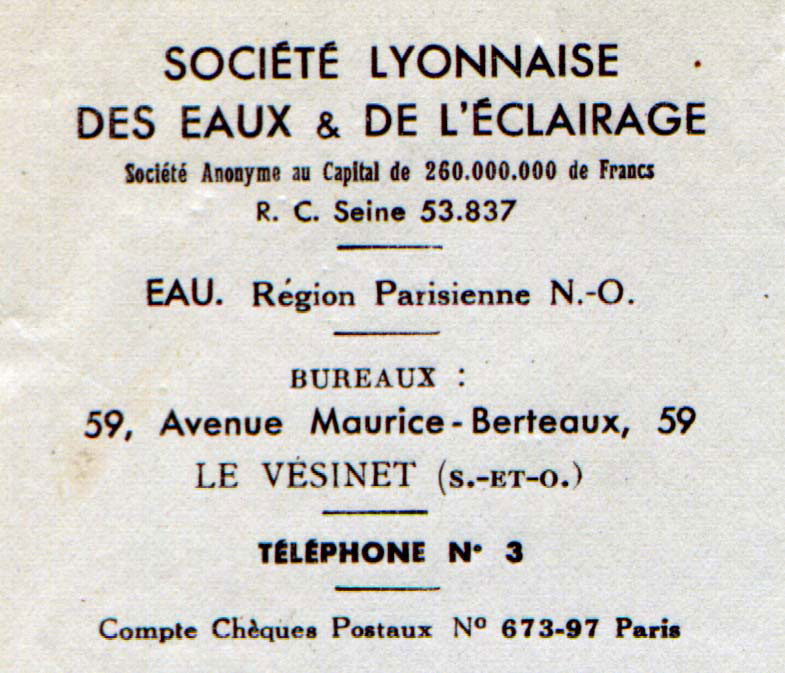 SOCIÉTÉ LYONNAISE
DES EAUX & DE L'ÉCLAIRAGE
Société Anonyme au Capital de 260.000.000 de Francs
R. C. Seine 53.837
EAU. Région Parisienne N.-O.
BUREAUX :
59, Avenue Maurice-Berteaux, 59
LE VÉSINET (S.-ET-O.)
TÉLÉPHONE N° 3
Compte Chèques Postaux N° 673-97 Paris